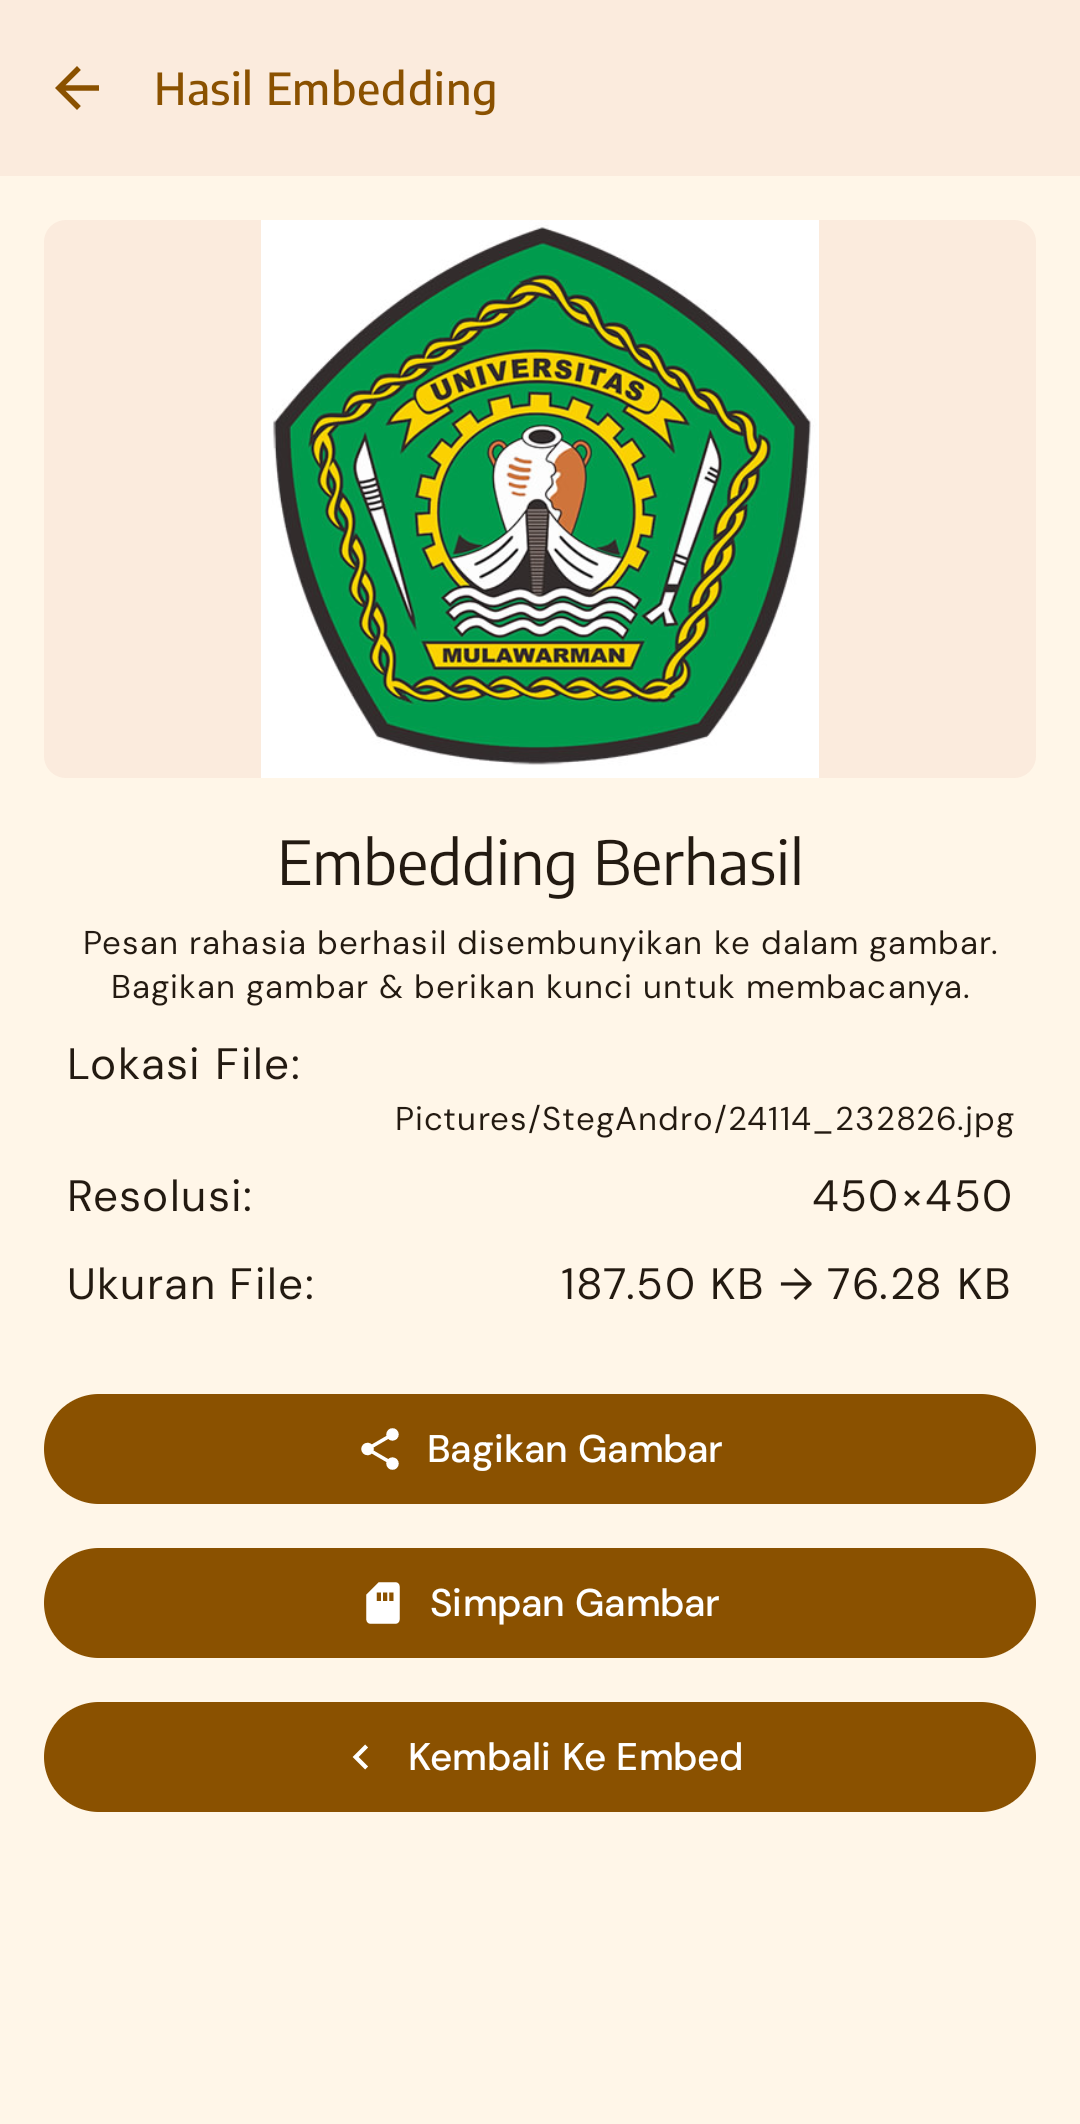 Hasil Embedding
UNIVERSITAS
MULAWARMAN
Embedding Berhasil
Pesan rahasia berhasil disembunyikan ke dalam gambar.
Bagikan gambar & berikan kunci untuk membacanya.
Lokasi File:
Pictures/StegAndro/24114_232826.jpg
Resolusi: 450×450
Ukuran File: 187.50 KB → 76.28 KB
Bagikan Gambar
Simpan Gambar
Kembali Ke Embed